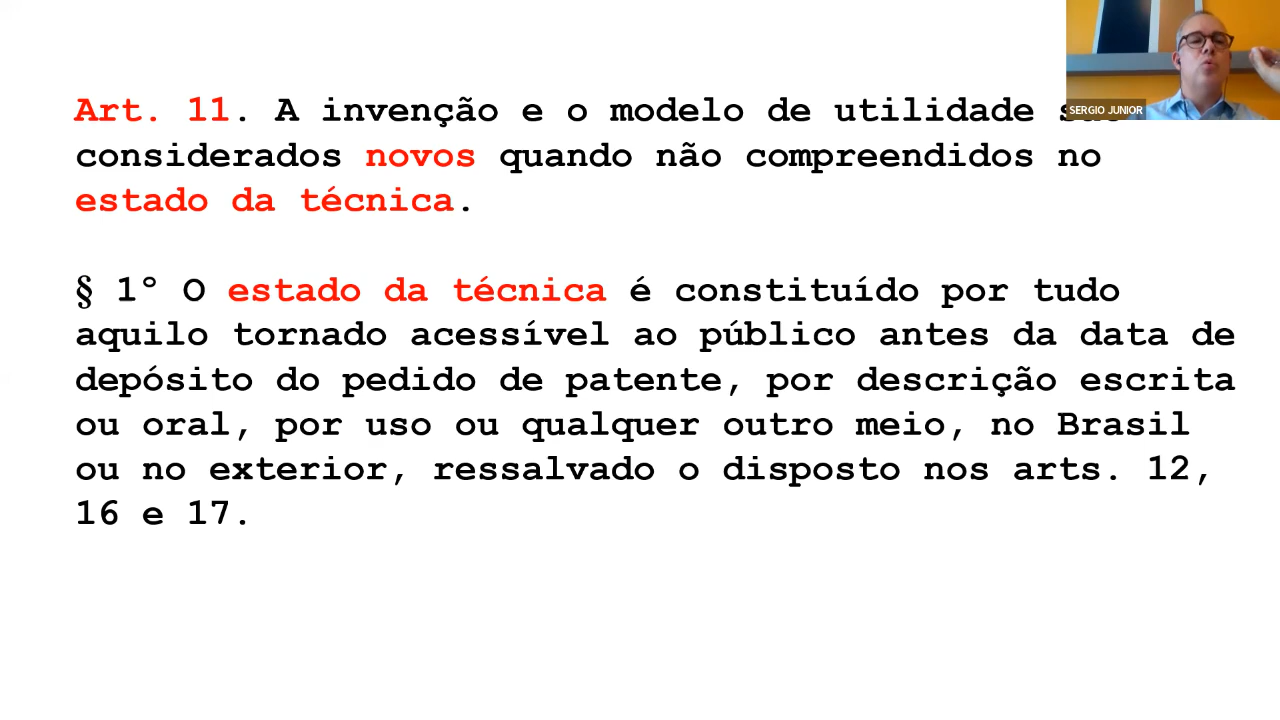 Art. 11. A invenção e o modelo de utilidade
considerados novos quando não compreendidos no
estado da técnica.
§ 1º O estado da técnica é constituído por tudo
aquilo tornado acessível ao público antes da data de
depósito do pedido de patente, por descrição escrita
ou oral, por uso ou qualquer outro meio, no Brasil
ou no exterior, ressalvado o disposto nos arts. 12,
16 e 17.
SERGIO JUNIOR